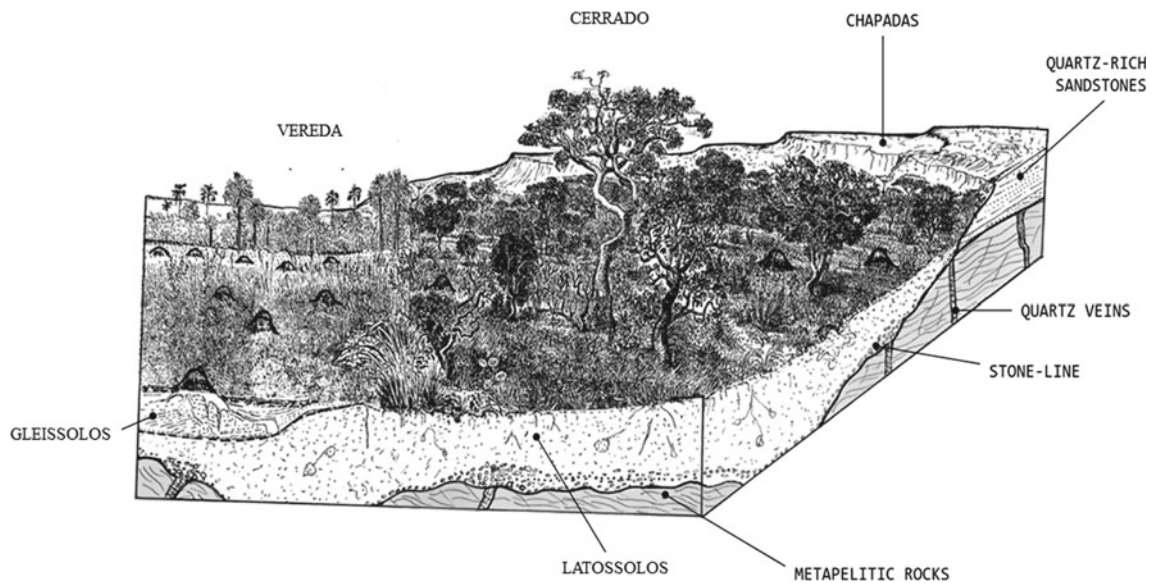 CERRADO
CHAPADAS
QUARTZ-RICH
SANDSTONES
VEREDA
QUARTZ VEINS
STONE-LINE
GLEISSOLOS
LATOSSOLOS
METAPELITIC ROCKS